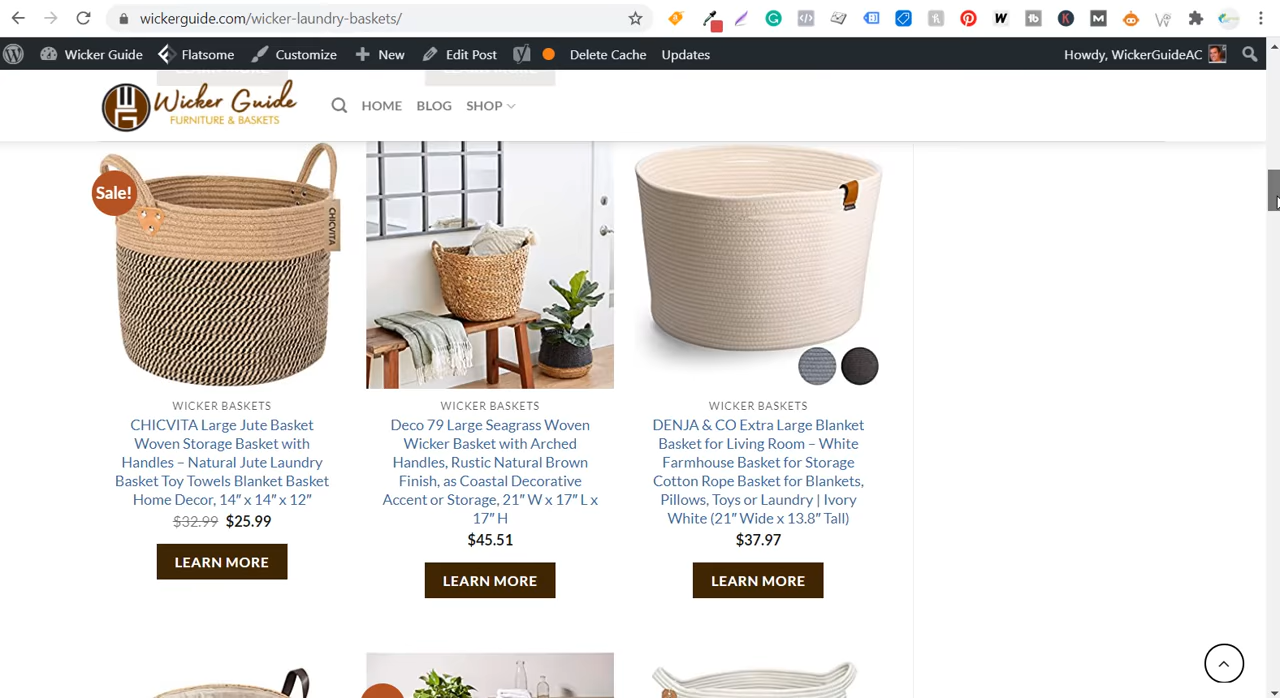 wickerguide.com/wicker-laundry-baskets/
Wicker Guide Flatsome Customize New Edit Post Delete Cache Updates Howdy, WickerGuideAC
LEARN MORE LEARN MORE
Wicker Guide
FURNITURE & BASKETS
HOME BLOG SHOP
Sale!
CHICVITA
WICKER BASKETS
CHICVITA Large Jute Basket
Woven Storage Basket with
Handles – Natural Jute Laundry
Basket Toy Towels Blanket Basket
Home Decor, 14″ x 14″ x 12″
$32.99 $25.99
LEARN MORE
WICKER BASKETS
Deco 79 Large Seagrass Woven
Wicker Basket with Arched
Handles, Rustic Natural Brown
Finish, as Coastal Decorative
Accent or Storage, 21″ W x 17″ L x
17″ H
$45.51
LEARN MORE
WICKER BASKETS
DENJA & CO Extra Large Blanket
Basket for Living Room – White
Farmhouse Basket for Storage
Cotton Rope Basket for Blankets,
Pillows, Toys or Laundry | Ivory
White (21″ Wide x 13.8″ Tall)
$37.97
LEARN MORE